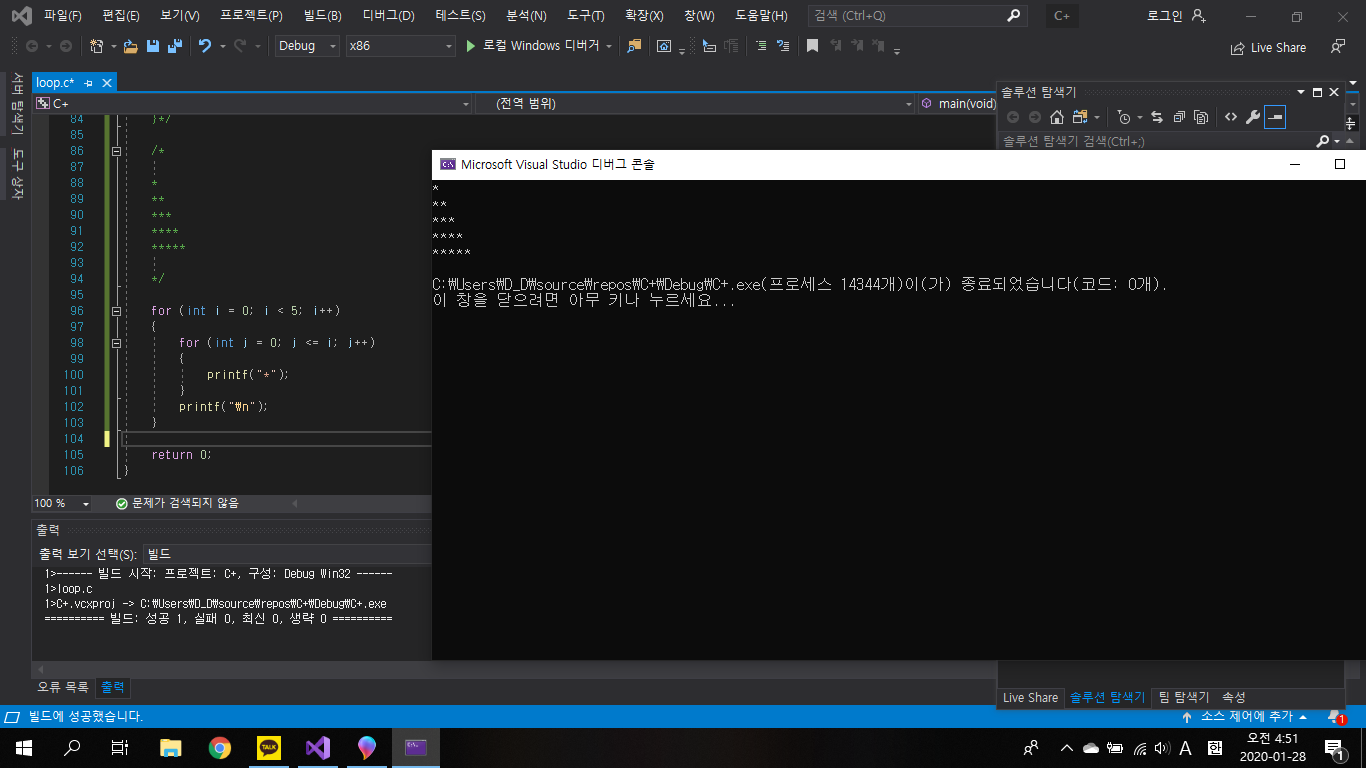 파일(F) 편집(E) 보기(V) 프로젝트(P) 빌드(B) 디버그(D) 테스트(S) 분석(N) 도구(T) 확장(X) 창(W) 도움말(H) 검색 (Ctrl+Q) C+ 로그인
Debug x86 로컬 Windows 디버거 Live Share
서버 탐색기
도구 상자
loop.c*
C+ (전역 범위) main(void)
솔루션 탐색기
솔루션 탐색기 검색(Ctrl+;)
84 }*/
85
86 /*
87
88 *
89 **
90 ***
91 ****
92 *****
93
94 */
95
96 for (int i = 0; i < 5; i++)
97 {
98 for (int j = 0; j <= i; j++)
99 {
100 printf("*");
101 }
102 printf("₩n");
103 }
104
105 return 0;
106 }
Microsoft Visual Studio 디버그 콘솔
*
**
***
****
*****
C:₩Users₩D_D₩source₩repos₩C+₩Debug₩C+.exe(프로세스 14344개)이(가) 종료되었습니다(코드: 0개).
이 창을 닫으려면 아무 키나 누르세요...
100 % 문제가 검색되지 않음
출력
출력 보기 선택(S): 빌드
1>------ 빌드 시작: 프로젝트: C+, 구성: Debug Win32 ------
1>loop.c
1>C+.vcxproj -> C:₩Users₩D_D₩source₩repos₩C+₩Debug₩C+.exe
========== 빌드: 성공 1, 실패 0, 최신 0, 생략 0 ==========
오류 목록 출력
Live Share 솔루션 탐색기 팀 탐색기 속성
빌드에 성공했습니다. 소스 제어에 추가 1
TALK
A 한 오전 4:51
2020-01-28
1